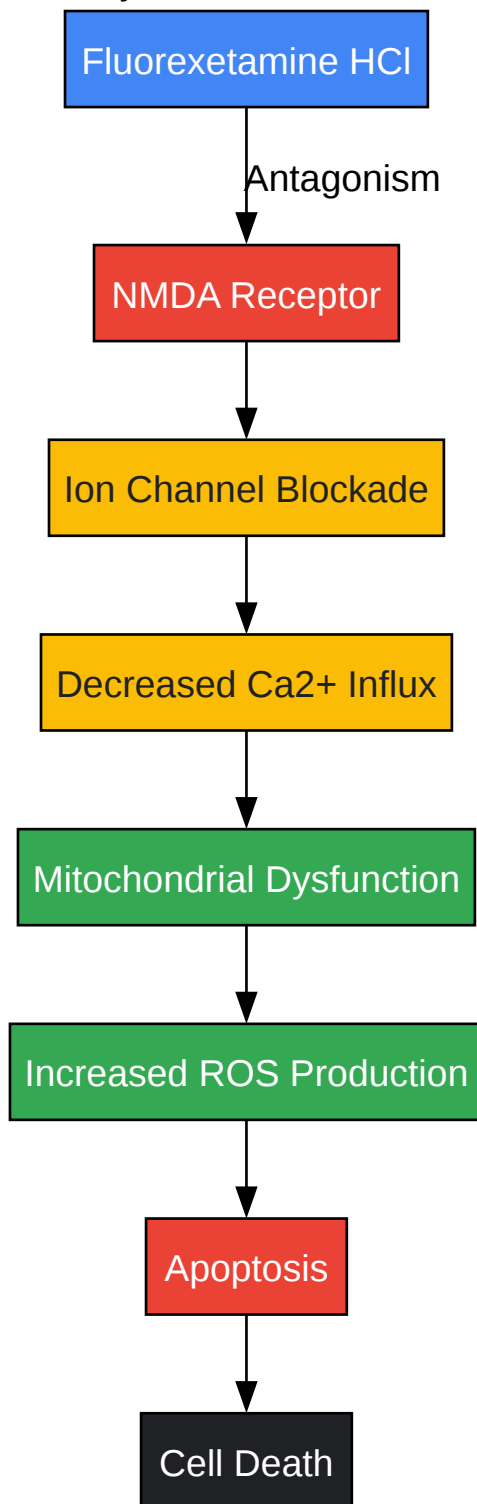 Fluorexetamine HCl
Antagonism
NMDA Receptor
Ion Channel Blockade
Decreased Ca2+ Influx
Mitochondrial Dysfunction
Increased ROS Production
Apoptosis
Cell Death